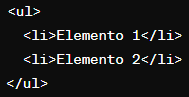 <ul>
  <li>Elemento 1</li>
  <li>Elemento 2</li>
</ul>